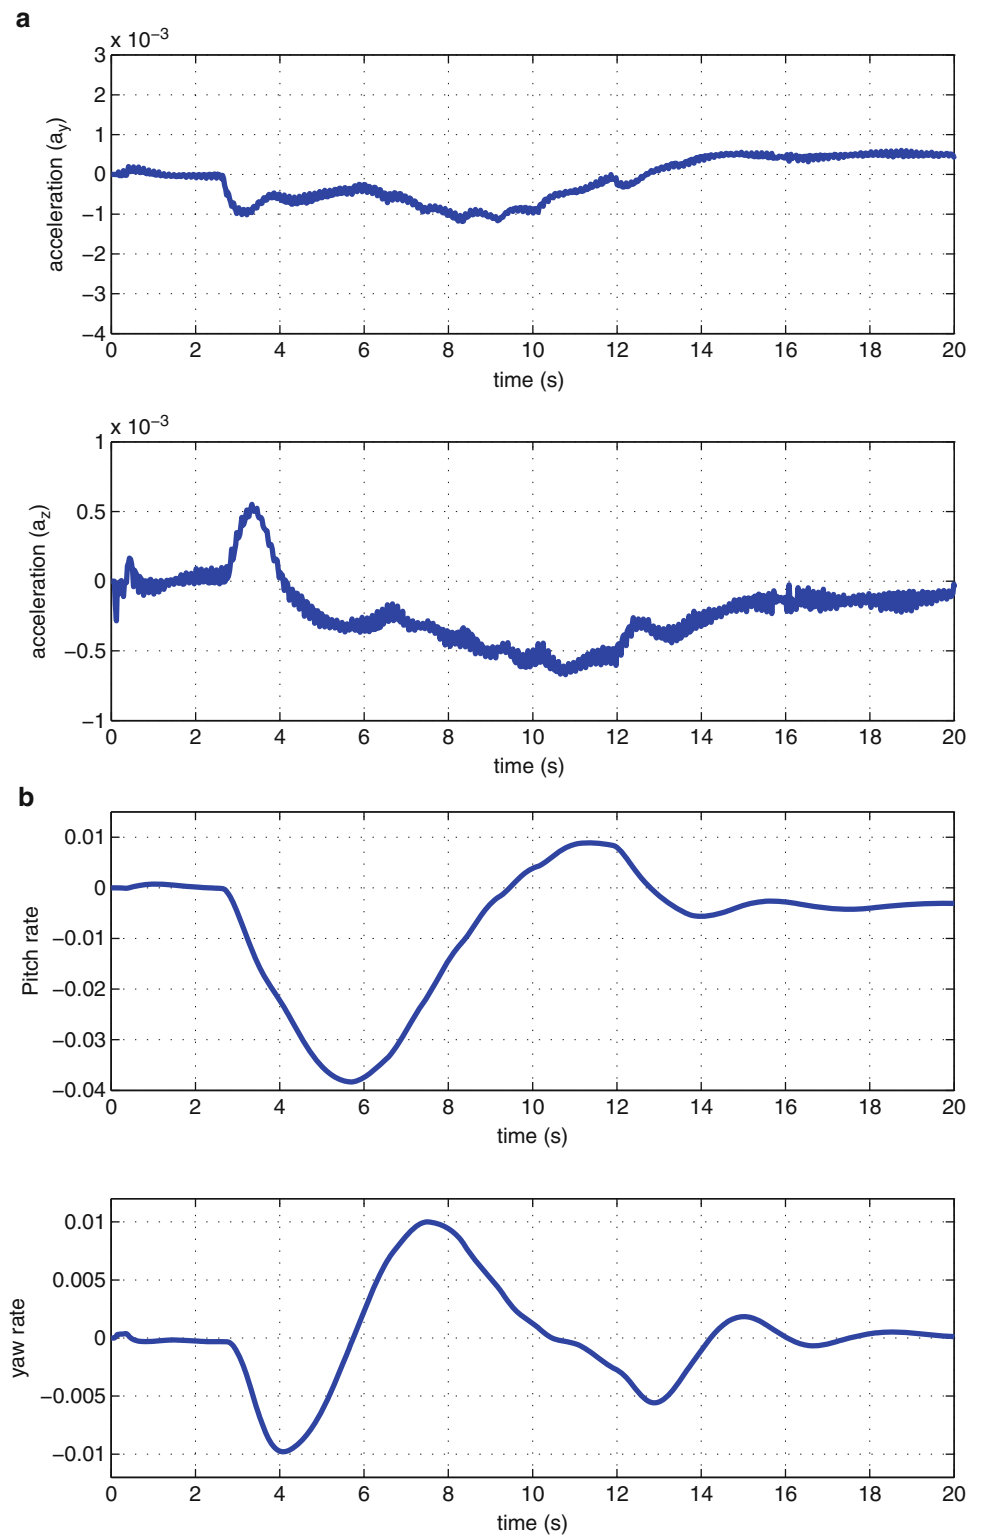 a
x 10⁻³
3
2
1
0
−1
−2
−3
−4
acceleration (aᵧ)
0 2 4 6 8 10 12 14 16 18 20
time (s)
x 10⁻³
1
0.5
0
−0.5
−1
acceleration (a_z)
0 2 4 6 8 10 12 14 16 18 20
time (s)
b
0.01
0
−0.01
−0.02
−0.03
−0.04
Pitch rate
0 2 4 6 8 10 12 14 16 18 20
time (s)
0.01
0.005
0
−0.005
−0.01
yaw rate
0 2 4 6 8 10 12 14 16 18 20
time (s)